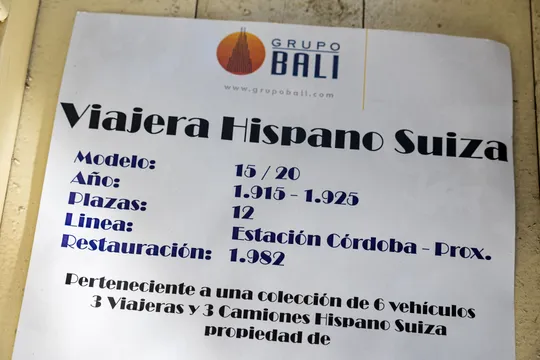 GRUPO
BALI
www.grupobali.com
Viajera Hispano Suiza
Modelo: 15 / 20
Año: 1.915 - 1.925
Plazas: 12
Linea: Estación Córdoba - Prox.
Restauración: 1.982
Perteneciente a una colección de 6 vehículos
3 Viajeras y 3 Camiones Hispano Suiza
propiedad de